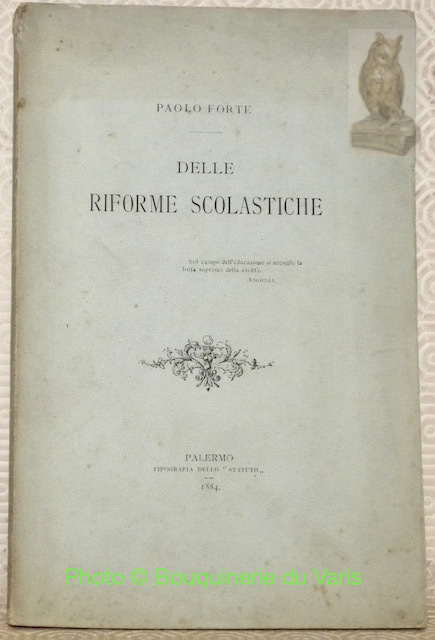 PAOLO FORTE
DELLE
RIFORME SCOLASTICHE
Sul campo dell'educazione si accoglie la
lotta suprema della civiltà.
ANGIULLI.
PALERMO
TIPOGRAFIA DELLO "STATUTO„
1884.
Photo © Bouquinerie du Varis